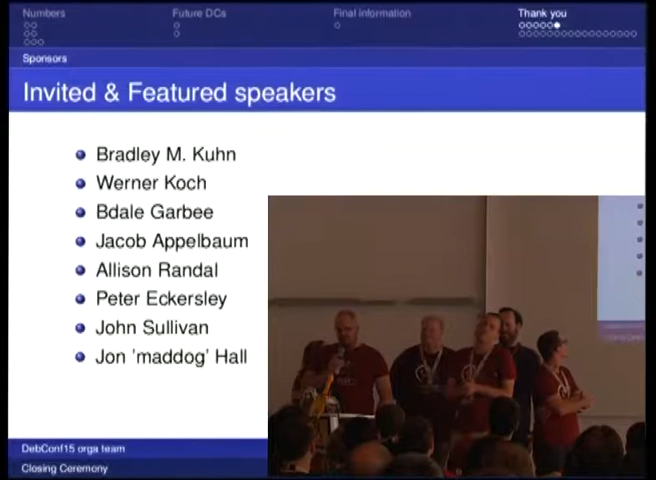 Numbers
Future DCs
Final information
Thank you
Sponsors
Invited & Featured speakers
Bradley M. Kuhn
Werner Koch
Bdale Garbee
Jacob Appelbaum
Allison Randal
Peter Eckersley
John Sullivan
Jon 'maddog' Hall
DebConf15 orga team
Closing Ceremony